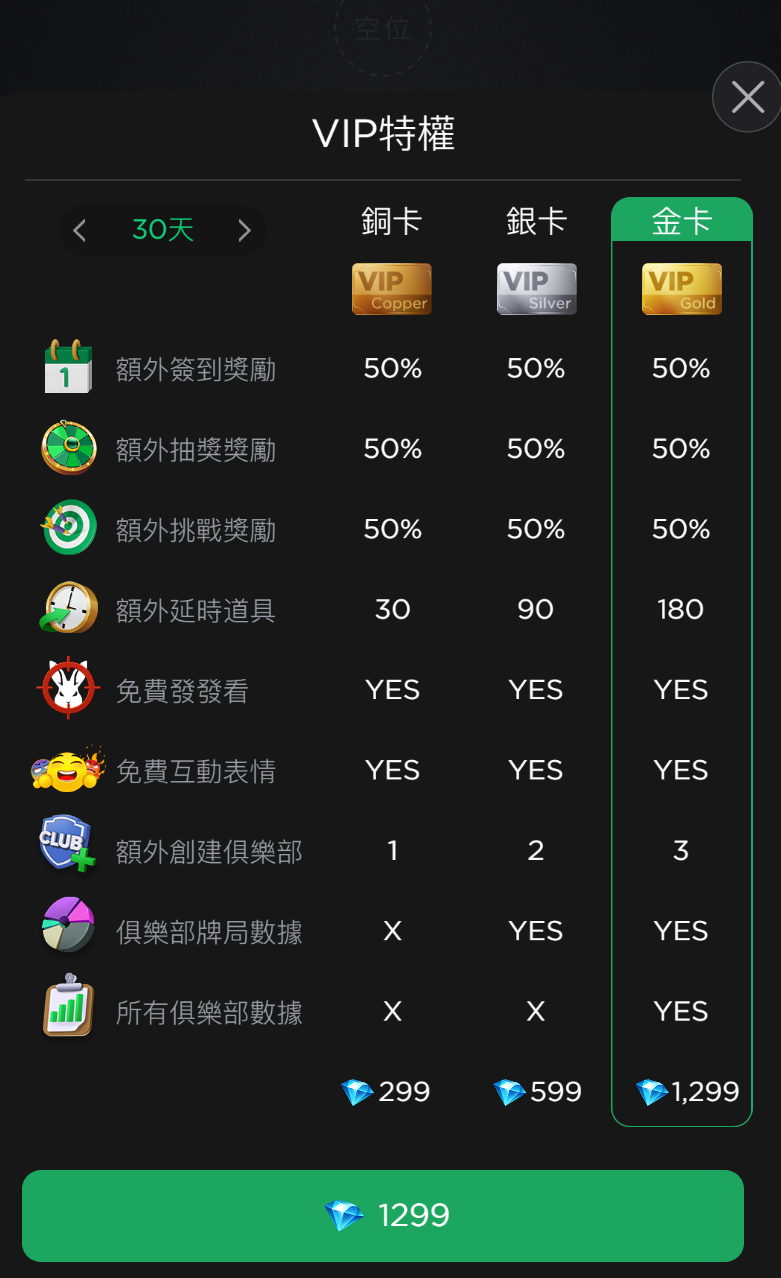 空位
VIP特權
30天 銅卡 銀卡 金卡
VIP Copper VIP Silver VIP Gold
1 額外簽到獎勵 50% 50% 50%
額外抽獎獎勵 50% 50% 50%
額外挑戰獎勵 50% 50% 50%
額外延時道具 30 90 180
免費發發看 YES YES YES
免費互動表情 YES YES YES
CLUB 額外創建俱樂部 1 2 3
俱樂部牌局數據 X YES YES
所有俱樂部數據 X X YES
299 599 1,299
1299